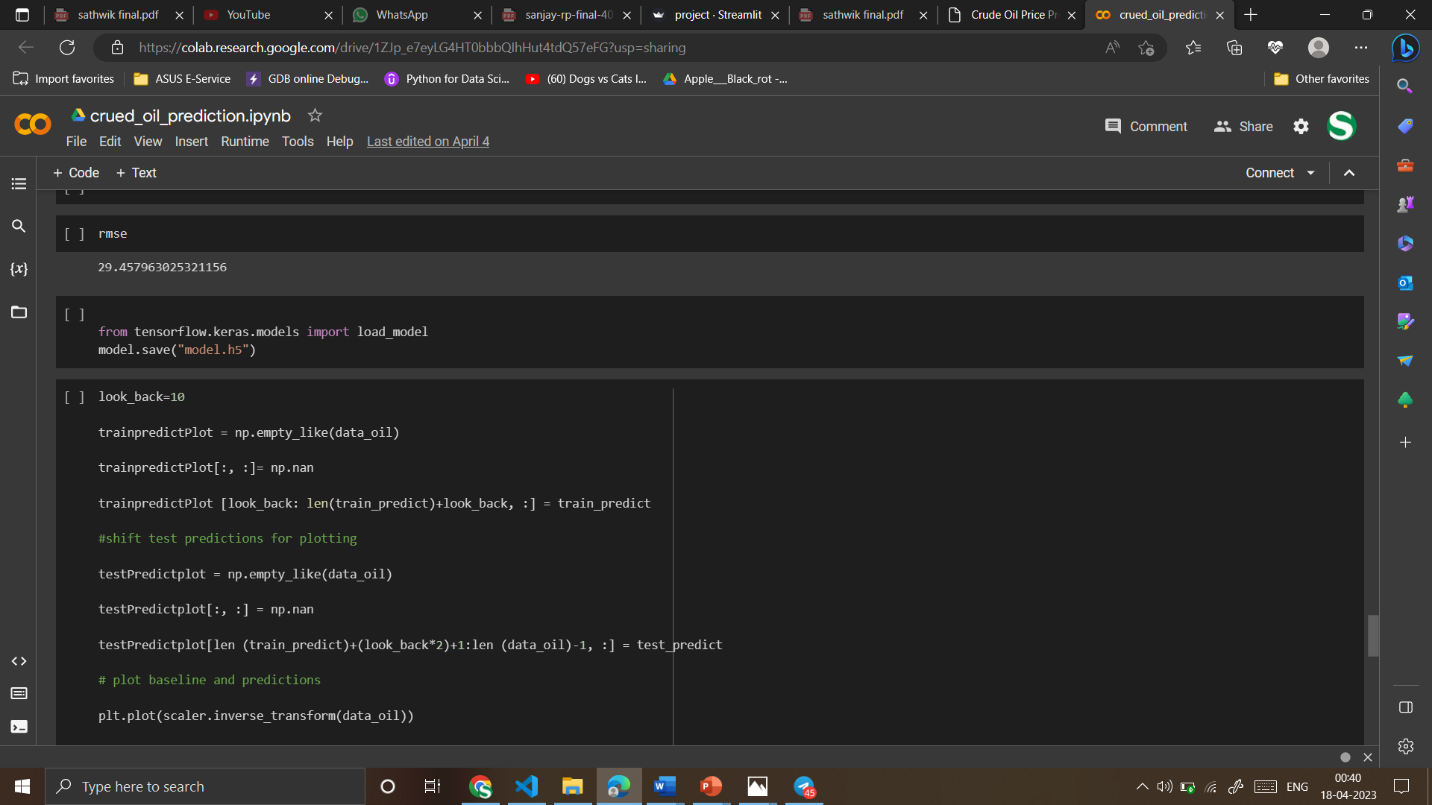 sathwik final.pdf
YouTube
WhatsApp
sanjay-rp-final-40
project · Streamlit
sathwik final.pdf
Crude Oil Price Pr
crued_oil_predicti
https://colab.research.google.com/drive/1ZJp_e7eyLG4HT0bbbQlhHut4tdQ57eFG?usp=sharing
Import favorites
ASUS E-Service
GDB online Debug...
Python for Data Sci...
(60) Dogs vs Cats I...
Apple___Black_rot -...
Other favorites
crued_oil_prediction.ipynb
File Edit View Insert Runtime Tools Help Last edited on April 4
Comment
Share
+ Code + Text
Connect
[ ] rmse
29.457963025321156
[ ]
from tensorflow.keras.models import load_model
model.save("model.h5")
[ ] look_back=10
trainpredictPlot = np.empty_like(data_oil)
trainpredictPlot[:, :]= np.nan
trainpredictPlot [look_back: len(train_predict)+look_back, :] = train_predict
#shift test predictions for plotting
testPredictplot = np.empty_like(data_oil)
testPredictplot[:, :] = np.nan
testPredictplot[len (train_predict)+(look_back*2)+1:len (data_oil)-1, :] = test_predict
# plot baseline and predictions
plt.plot(scaler.inverse_transform(data_oil))
Type here to search
45
ENG
00:40
18-04-2023